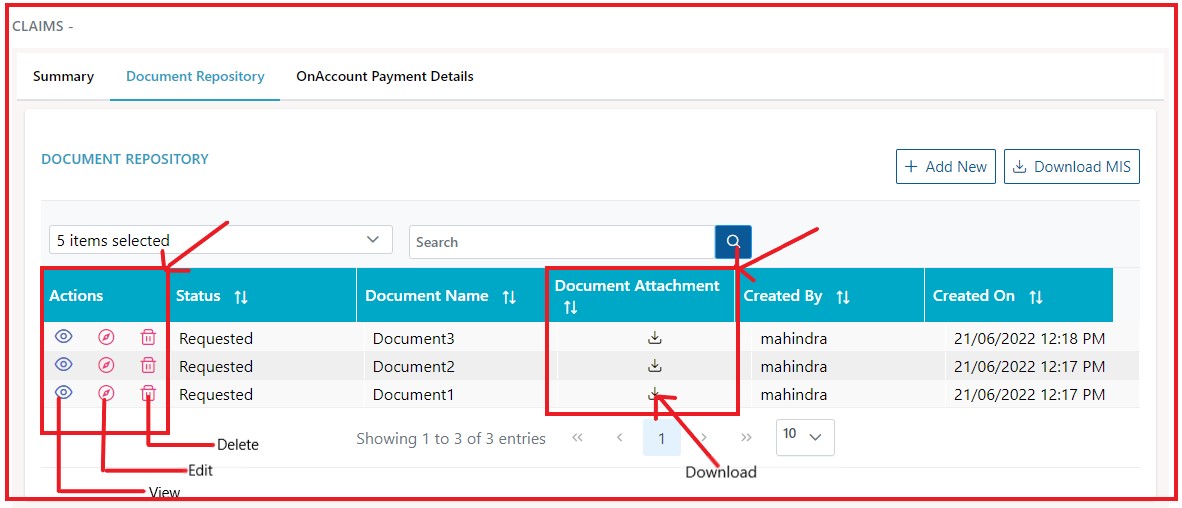 CLAIMS -
Summary Document Repository OnAccount Payment Details
DOCUMENT REPOSITORY
+ Add New Download MIS
5 items selected Search
Actions Status Document Name Document Attachment Created By Created On
Requested Document3 mahindra 21/06/2022 12:18 PM
Requested Document2 mahindra 21/06/2022 12:17 PM
Requested Document1 mahindra 21/06/2022 12:17 PM
Showing 1 to 3 of 3 entries « ‹ 1 › » 10
Delete
Edit
Download
View